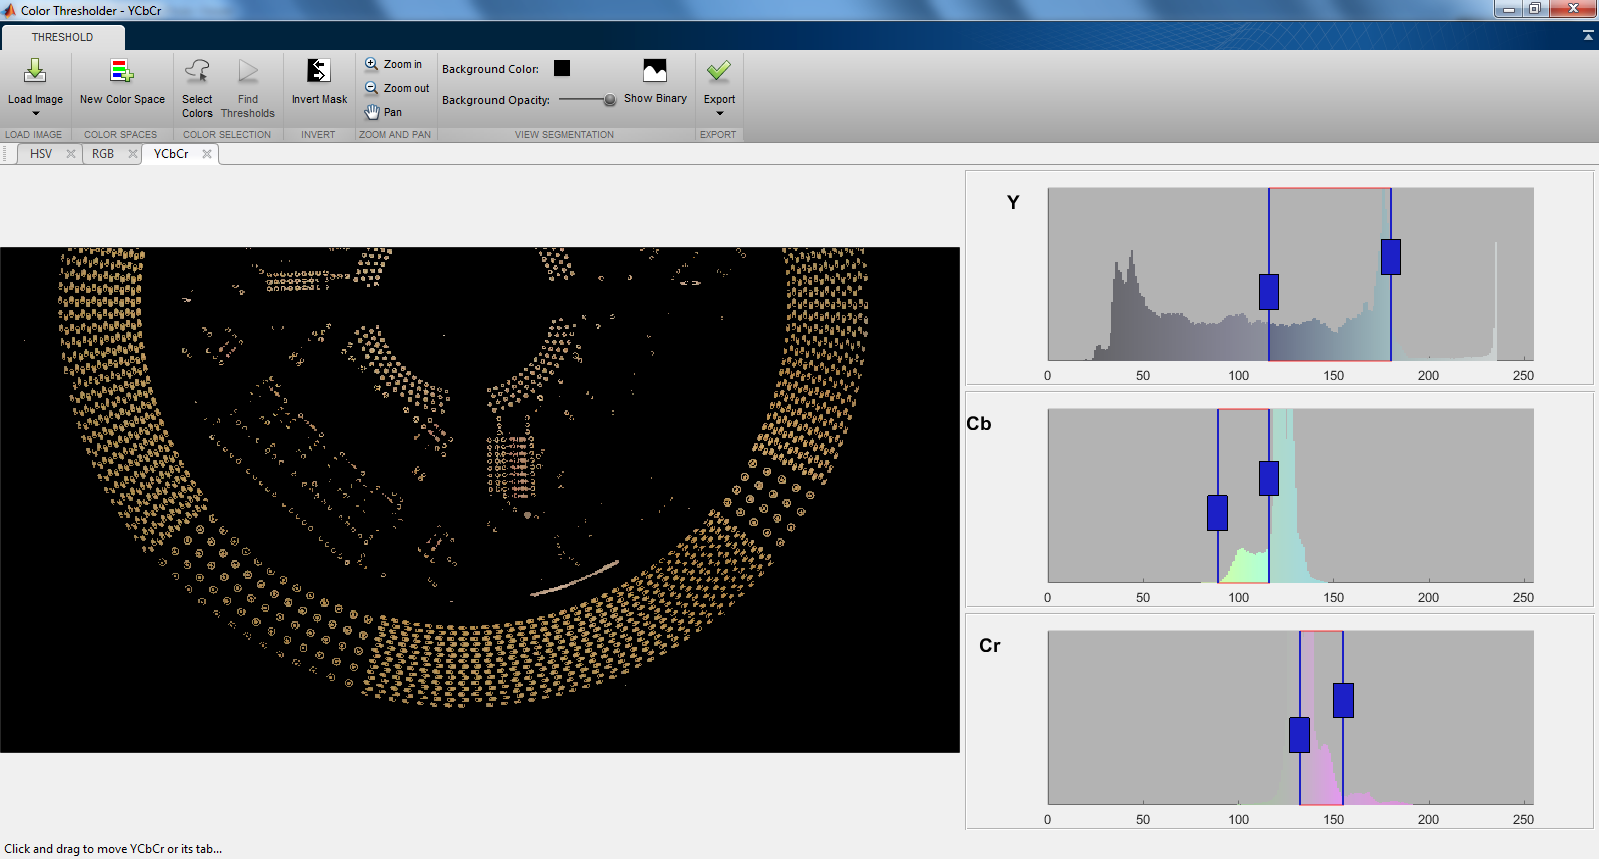 Color Thresholder - YCbCr
THRESHOLD
Load Image
New Color Space
Select Colors
Find Thresholds
Invert Mask
Zoom in
Zoom out
Pan
Background Color:
Background Opacity:
Show Binary
Export
LOAD IMAGE
COLOR SPACES
COLOR SELECTION
INVERT
ZOOM AND PAN
VIEW SEGMENTATION
EXPORT
HSV
RGB
YCbCr
Y
0 50 100 150 200 250
Cb
0 50 100 150 200 250
Cr
0 50 100 150 200 250
Click and drag to move YCbCr or its tab...